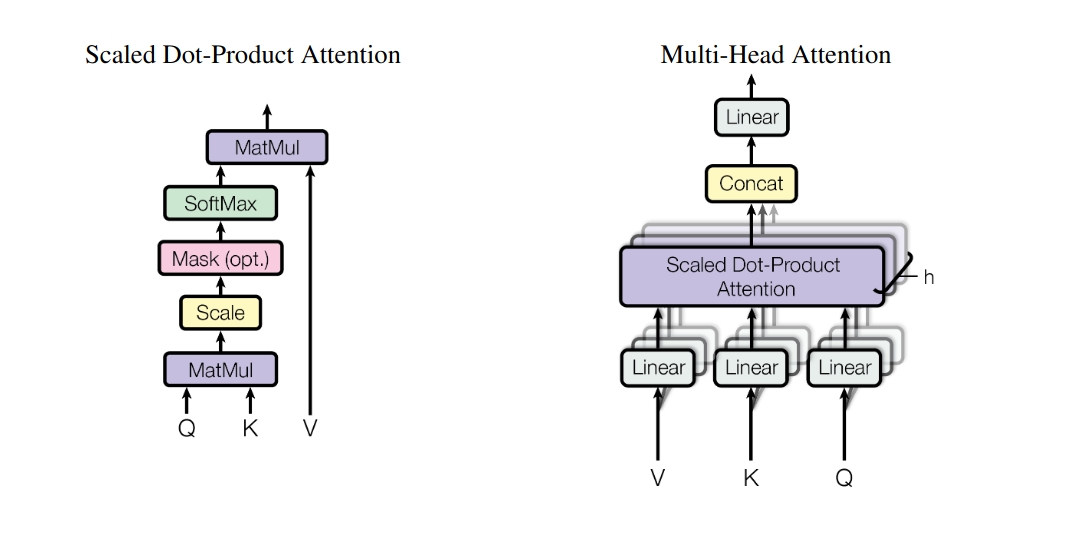 Scaled Dot-Product Attention
MatMul
SoftMax
Mask (opt.)
Scale
MatMul
Q K V
Multi-Head Attention
Linear
Concat
Scaled Dot-Product
Attention
h
Linear Linear Linear
V K Q